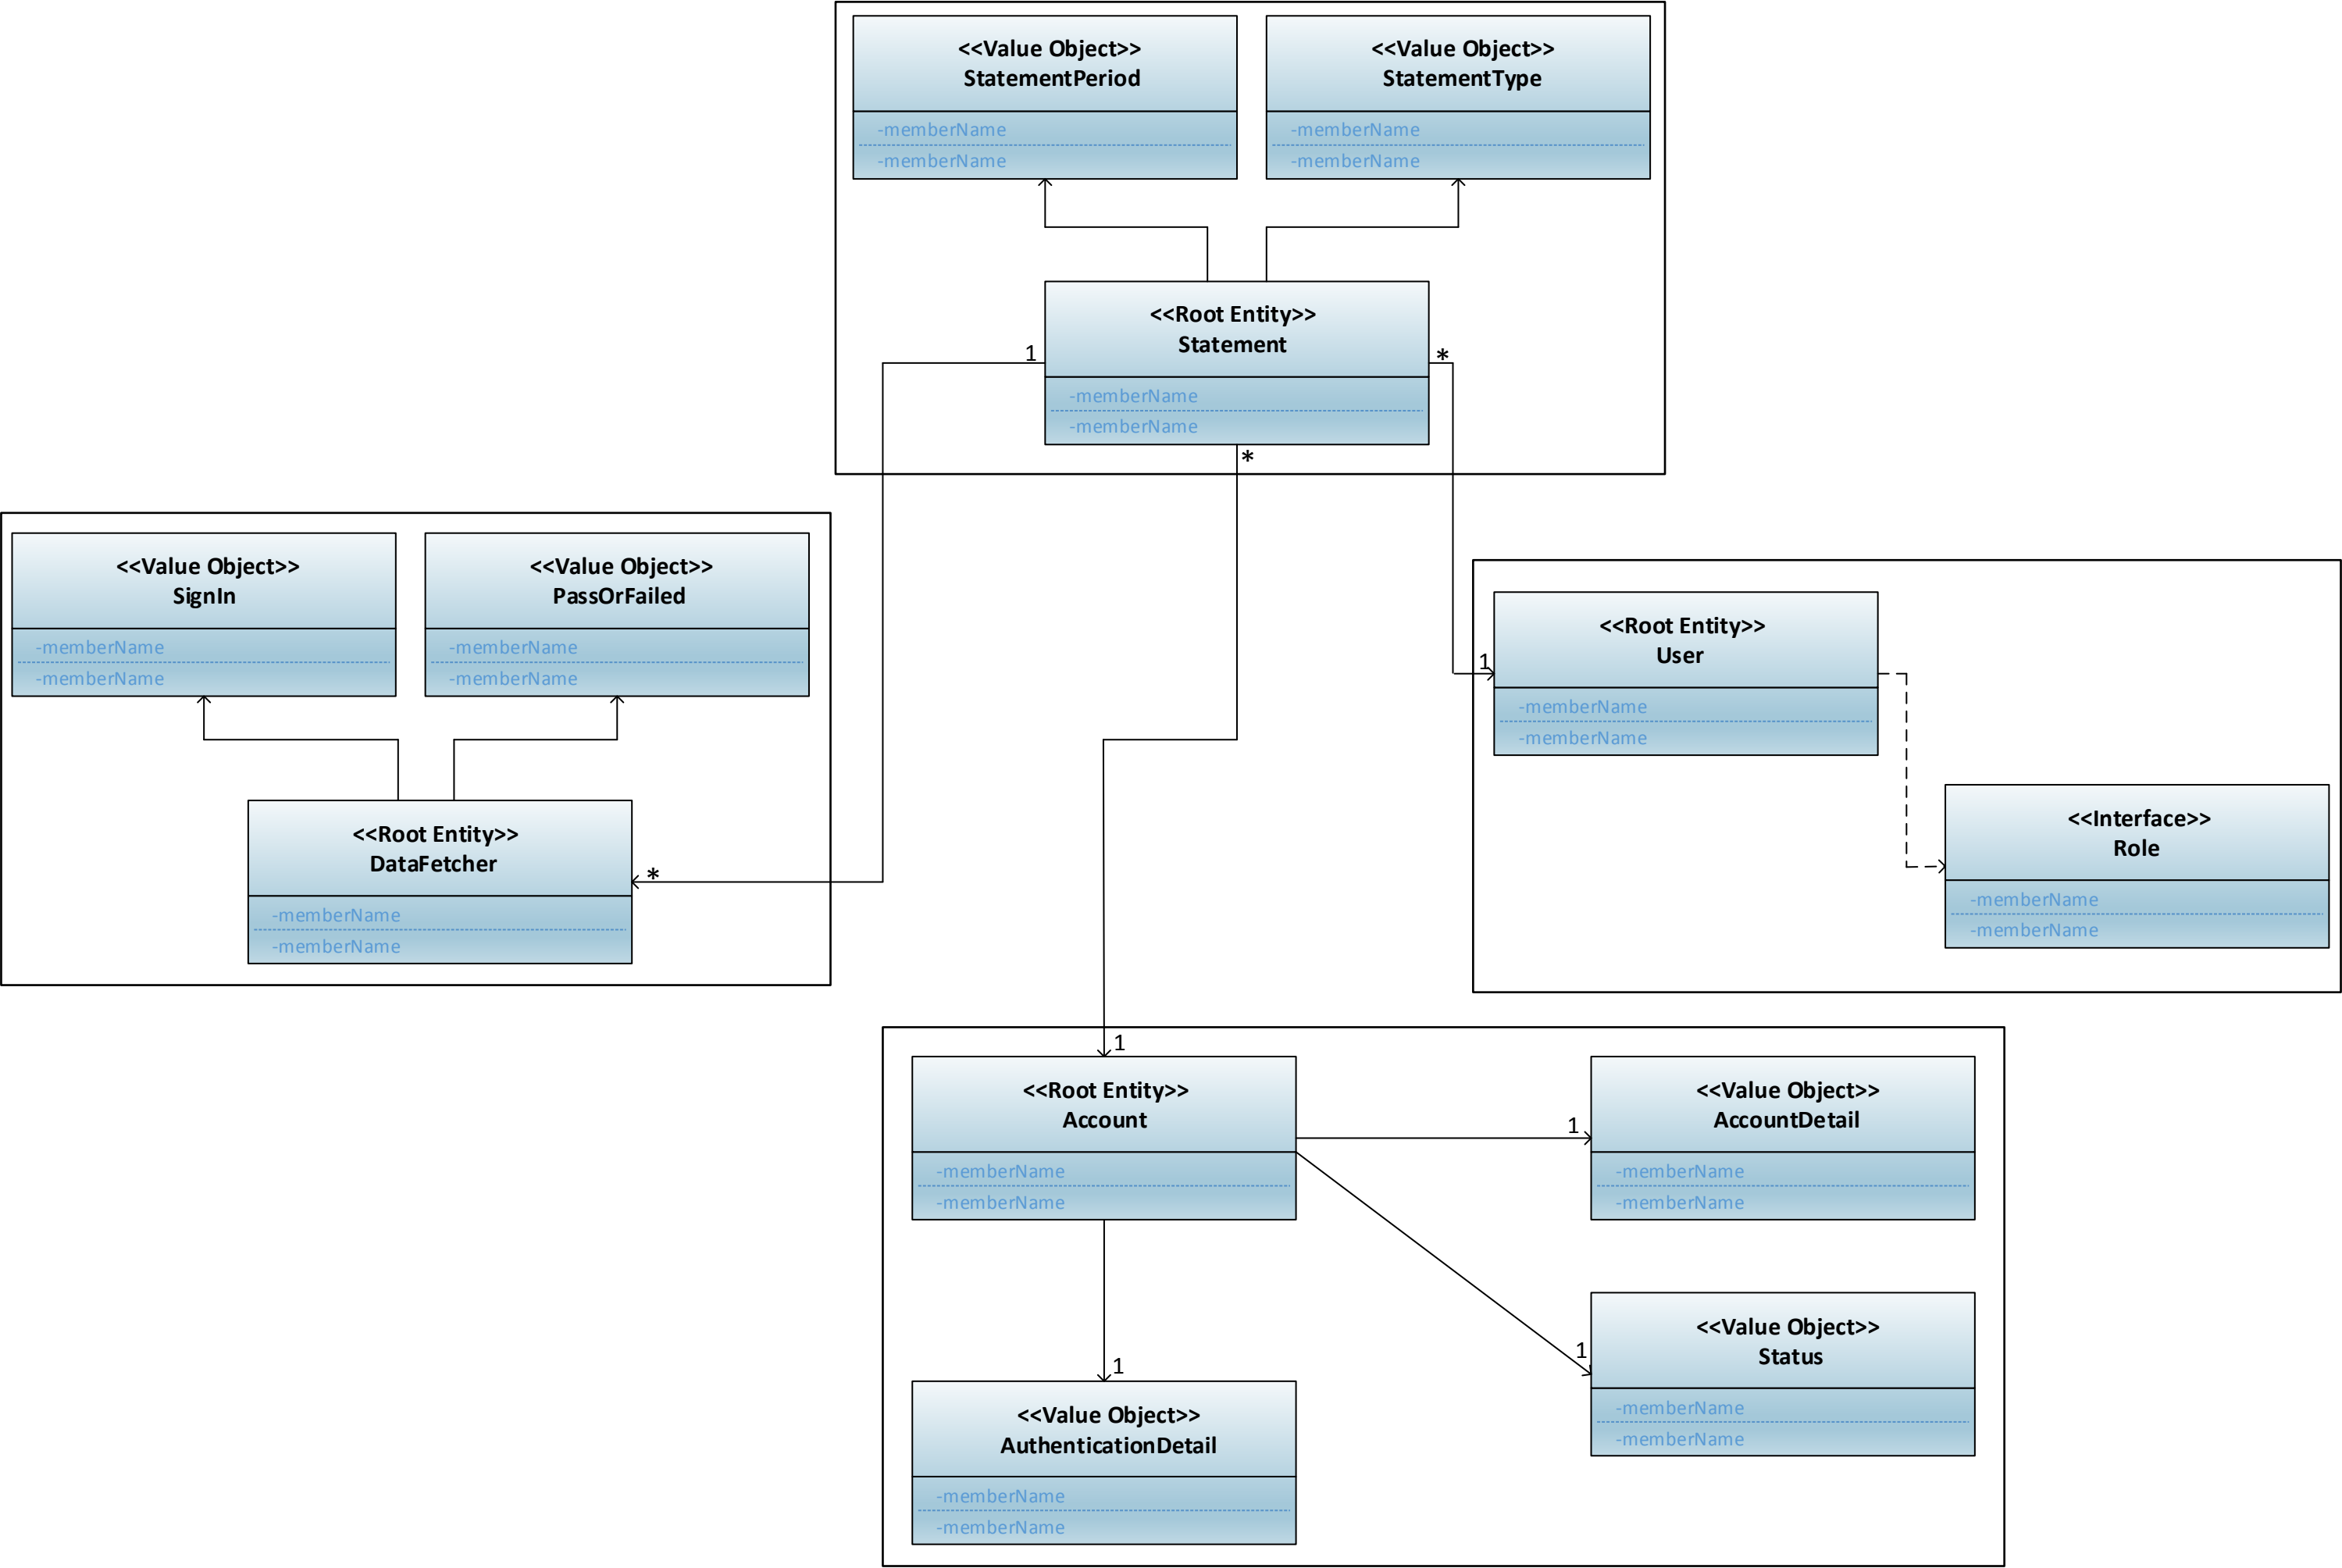 <<Value Object>>
StatementPeriod
-memberName
-memberName
<<Value Object>>
StatementType
-memberName
-memberName
<<Root Entity>>
Statement
-memberName
-memberName
1
*
*
<<Value Object>>
SignIn
-memberName
-memberName
<<Value Object>>
PassOrFailed
-memberName
-memberName
<<Root Entity>>
DataFetcher
-memberName
-memberName
*
<<Root Entity>>
User
-memberName
-memberName
1
<<Interface>>
Role
-memberName
-memberName
1
<<Root Entity>>
Account
-memberName
-memberName
1
<<Value Object>>
AccountDetail
-memberName
-memberName
1
<<Value Object>>
Status
-memberName
-memberName
1
<<Value Object>>
AuthenticationDetail
-memberName
-memberName